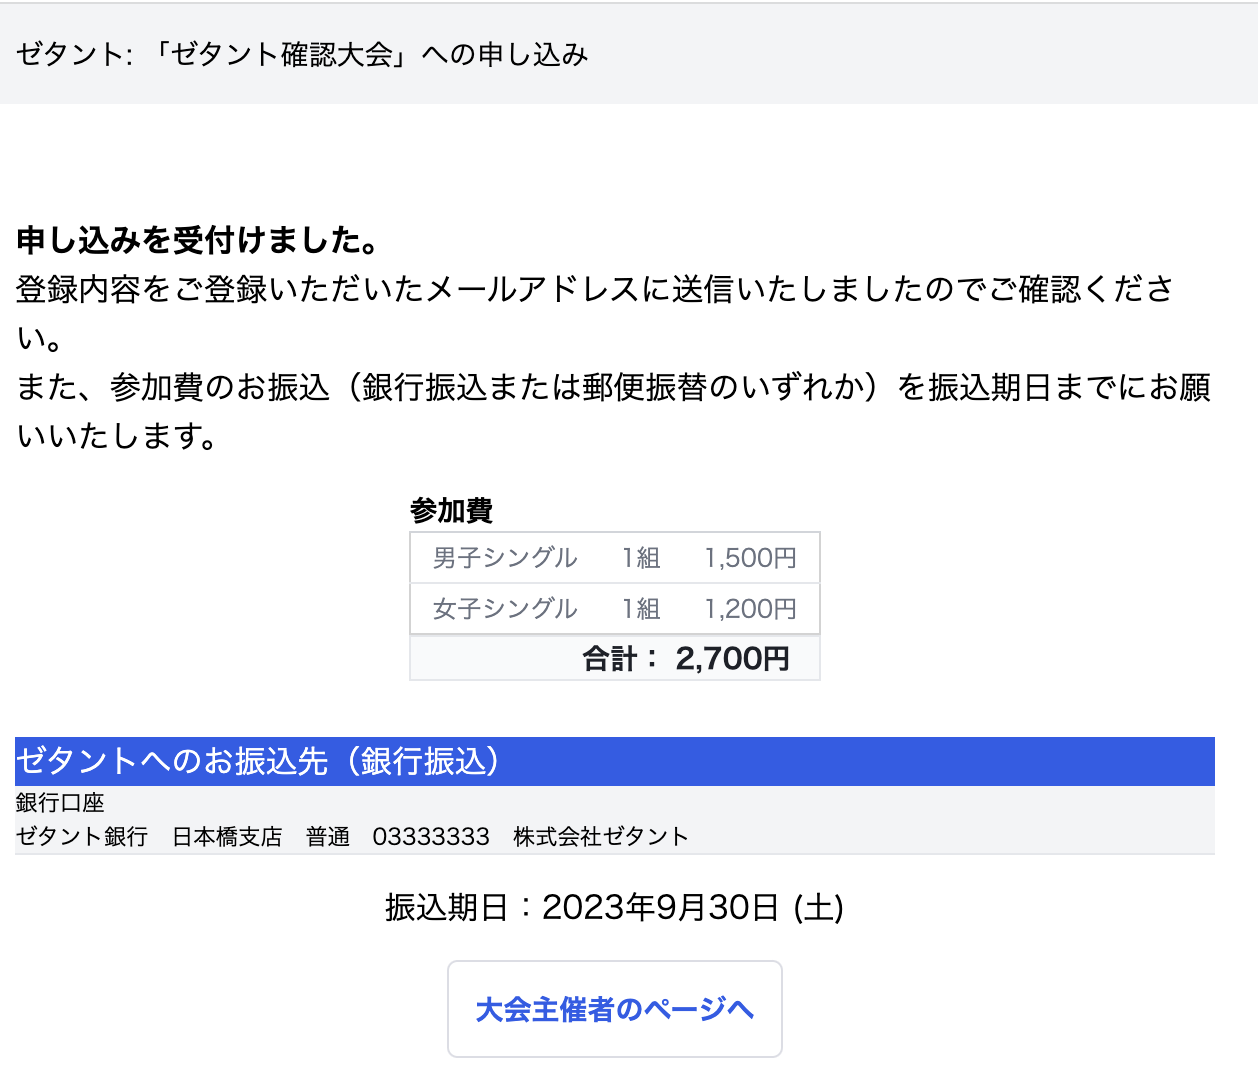 ゼタント: 「ゼタント確認大会」への申し込み
申し込みを受付けました。
登録内容をご登録いただいたメールアドレスに送信いたしましたのでご確認くださ
い。
また、参加費のお振込（銀行振込または郵便振替のいずれか）を振込期日までにお願
いいたします。
参加費
男子シングル 1組 1,500円
女子シングル 1組 1,200円
合計： 2,700円
ゼタントへのお振込先（銀行振込）
銀行口座
ゼタント銀行　日本橋支店　普通　03333333　株式会社ゼタント
振込期日：2023年9月30日 (土)
大会主催者のページへ